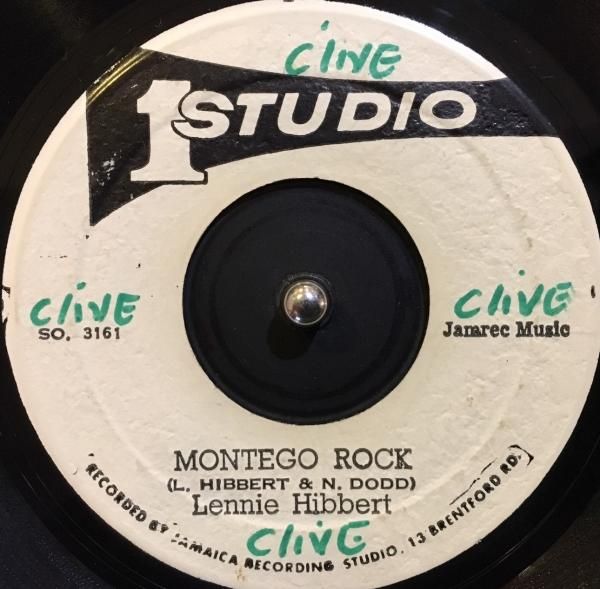 CLIVE
1 STUDIO
CLIVE
CLIVE
SO. 3161
Jamrec Music
MONTEGO ROCK
(L. HIBBERT & N. DODD)
Lennie Hibbert
CLIVE
RECORDED BY JAMAICA RECORDING STUDIO, 13 BRENTFORD RD.